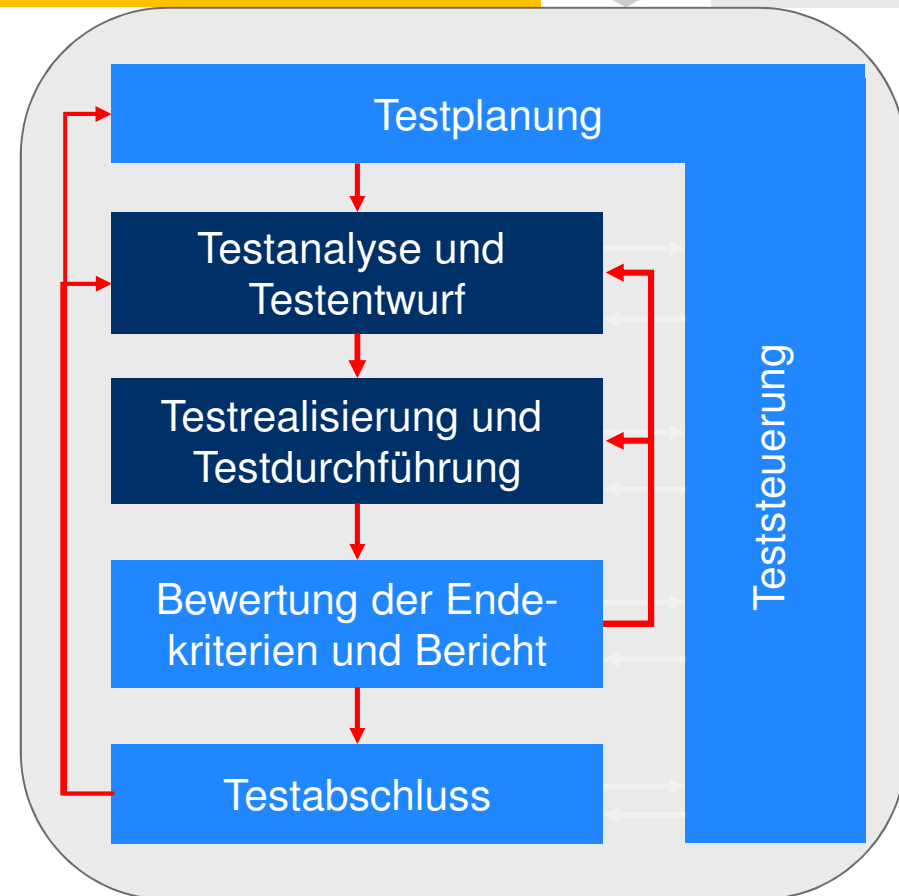 Testplanung
Testanalyse und
Testentwurf
Testrealisierung und
Testdurchführung
Bewertung der Ende-
kriterien und Bericht
Testabschluss
Teststeuerung